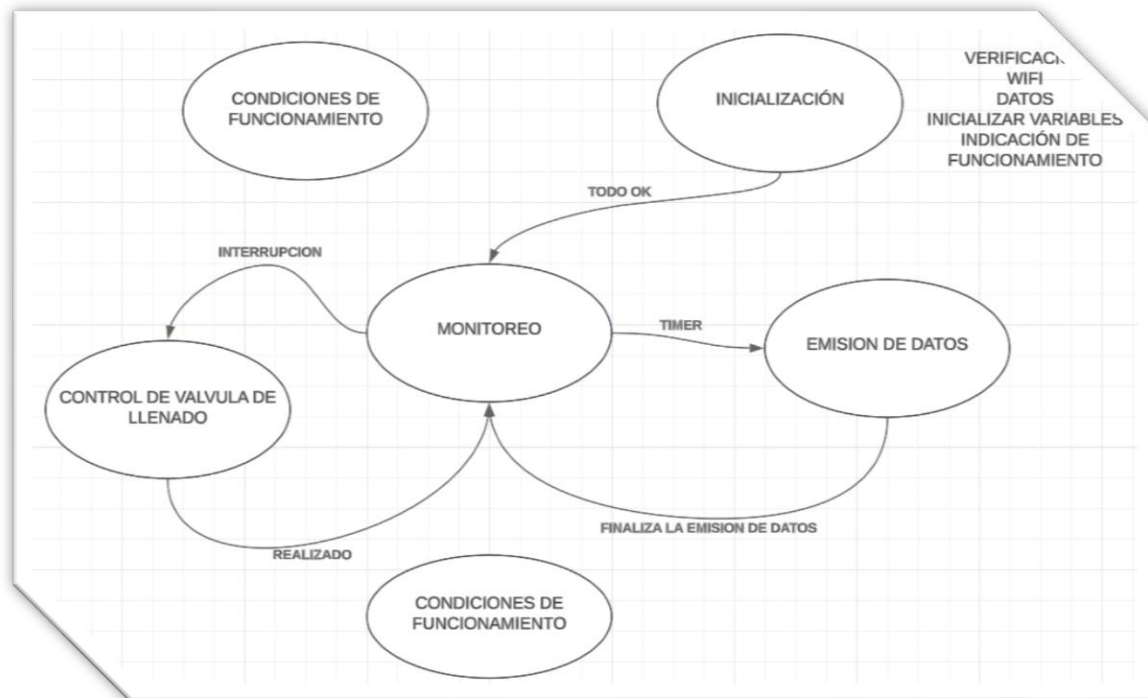 CONDICIONES DE
FUNCIONAMIENTO
INICIALIZACIÓN
WIFI
DATOS
INICIALIZAR VARIABLES
INDICACIÓN DE
FUNCIONAMIENTO
TODO OK
INTERRUPCION
MONITOREO
TIMER
EMISION DE DATOS
CONTROL DE VALVULA DE
LLENADO
FINALIZA LA EMISION DE DATOS
REALIZADO
CONDICIONES DE
FUNCIONAMIENTO